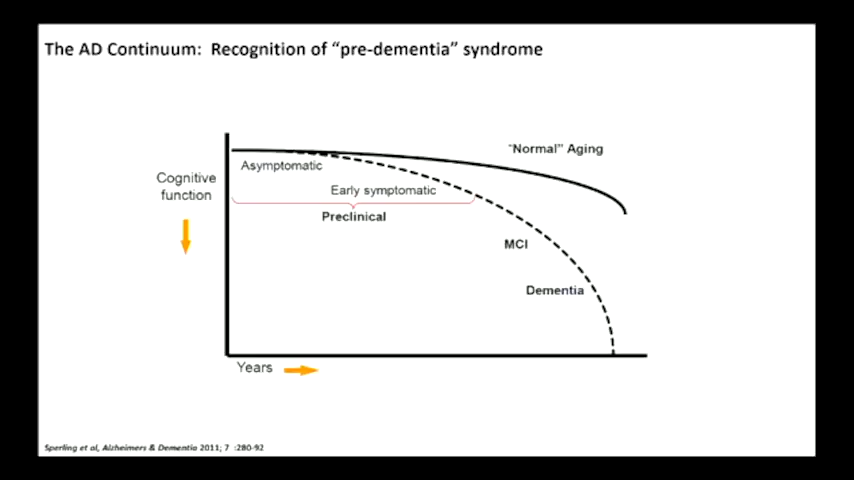 The AD Continuum: Recognition of “pre-dementia” syndrome
"Normal" Aging
Asymptomatic
Cognitive
function
Early symptomatic
Preclinical
MCI
Dementia
Years
Sperling et al, Alzheimers & Dementia 2011; 7 :280-92